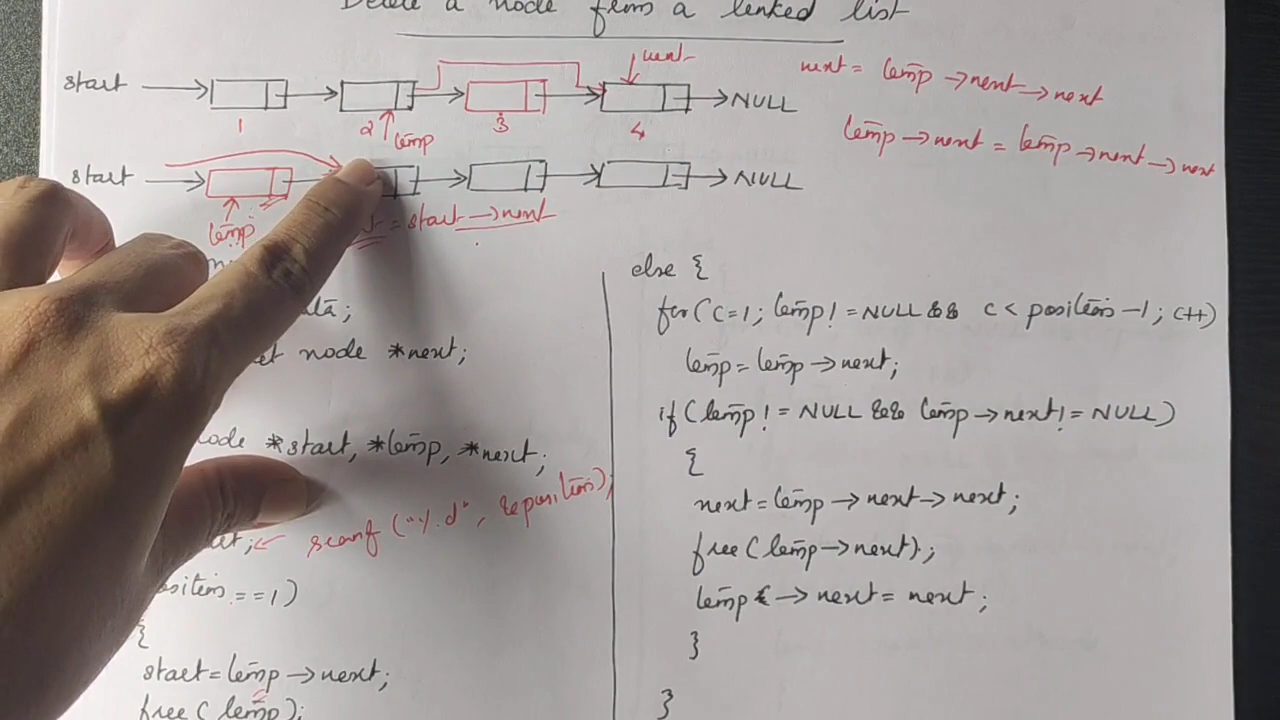 Delete a node from a linked list
start NULL next
1 2 3 4
temp
next = temp → next → next
temp → next = temp → next → next
start NULL
temp
= start → next
else {
for(c=1; temp! = NULL && c < position -1; c++)
temp = temp → next;
if (temp! = NULL && temp → next! = NULL)
{
next = temp → next → next;
free (temp → next);
temp → next = next;
}
}
node *next;
*start, *temp, *next;
scanf ("%d", &position);
== 1)
{
start = temp → next;
free (temp);